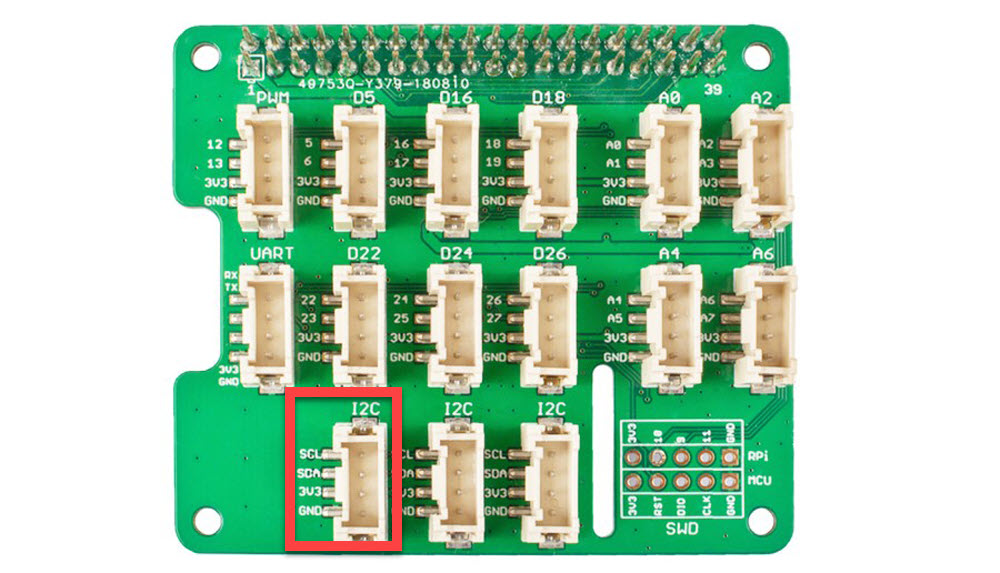 49753Q-Y379-180810
1 39
PWM D5 D16 D18 A0 A2
12 5 16 18 A0 A2
13 6 17 19 A1 A3
3V3 3V3 3V3 3V3 3V3 3V3
GND GND GND GND GND GND
UART D22 D24 D26 A4 A6
RX
TX 22 24 26 A4 A6
23 25 27 A5 A7
3V3 3V3 3V3 3V3 3V3
GND GND GND GND GND
3V3
GND
I2C I2C I2C
SCL CL SCL
SDA DA SDA
3V3 V3 3V3
GND GND GND
3V3 10 9 11 GND
RPi
MCU
3V3 RST DIO CLK GND
SWD